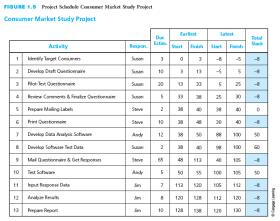 FIGURE 1.5 Project Schedule Consumer Market Study Project
Consumer Market Study Project
Earliest Latest
Activity Respon. Dur. Estim. Start Finish Start Finish Total Slack
1 Identify Target Consumers Susan 3 0 3 –8 –5 –8
2 Develop Draft Questionnaire Susan 10 3 13 –5 5 –8
3 Pilot-Test Questionnaire Susan 20 13 33 5 25 –8
4 Review Comments & Finalize Questionnaire Susan 5 33 38 25 30 –8
5 Prepare Mailing Labels Steve 2 38 40 38 40 0
6 Print Questionnaire Steve 10 38 48 30 40 –8
7 Develop Data Analysis Software Andy 12 38 50 88 100 50
8 Develop Software Test Data Susan 2 38 40 98 100 60
9 Mail Questionnaire & Get Responses Steve 65 48 113 40 105 –8
10 Test Software Andy 5 50 55 100 105 50
11 Input Response Data Jim 7 113 120 105 112 –8
12 Analyze Results Jim 8 120 128 112 120 –8
13 Prepare Report Jim 10 128 138 120 130 –8